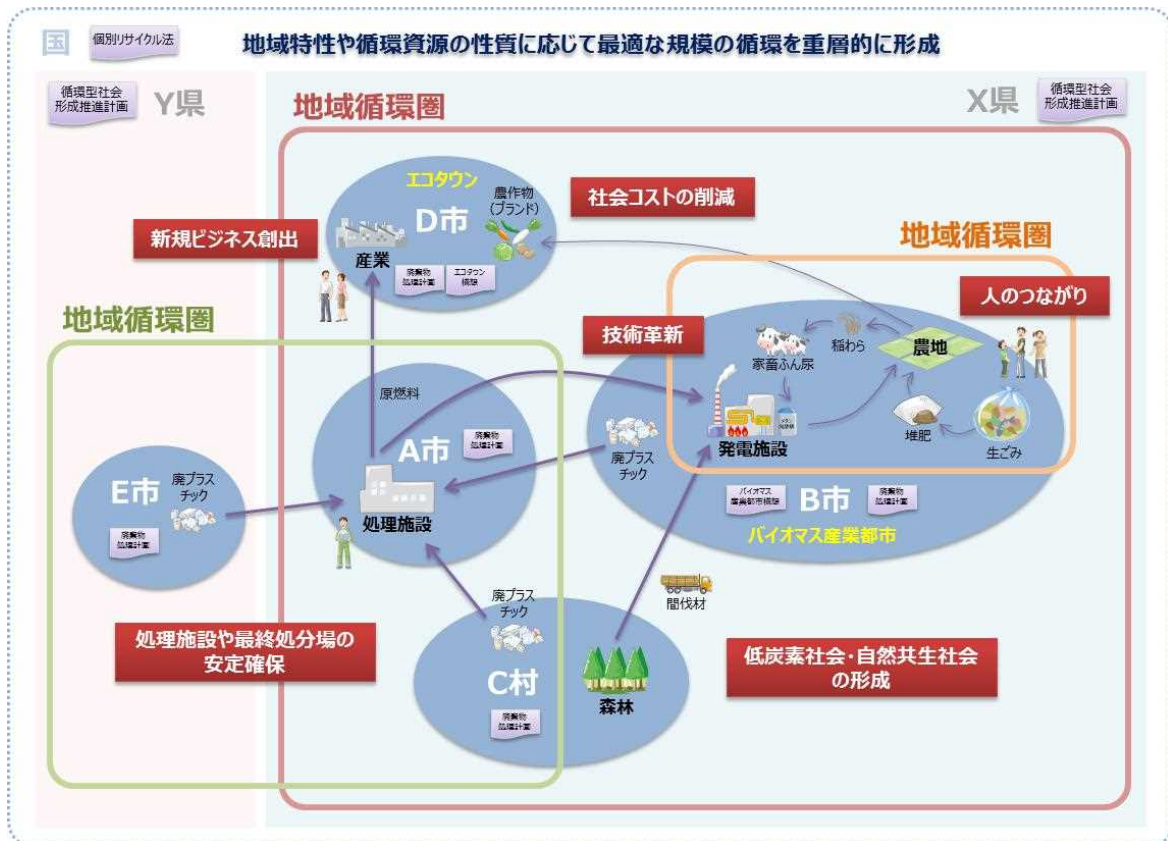 国
個別リサイクル法
地域特性や循環資源の性質に応じて最適な規模の循環を重層的に形成
循環型社会
形成推進計画
Y県
地域循環圏
X県
循環型社会
形成推進計画
エコタウン
D市
農作物
(ブランド)
産業
廃棄物
処理計画
エコタウン
構想
新規ビジネス創出
社会コストの削減
地域循環圏
人のつながり
地域循環圏
技術革新
稲わら
農地
家畜ふん尿
堆肥
生ごみ
発電施設
原燃料
A市
廃棄物
処理計画
処理施設
廃プラス
チック
バイオマス
産業都市構想
B市
廃棄物
処理計画
バイオマス産業都市
E市
廃プラス
チック
廃棄物
処理計画
間伐材
廃プラス
チック
処理施設や最終処分場の
安定確保
C村
廃棄物
処理計画
森林
低炭素社会・自然共生社会
の形成